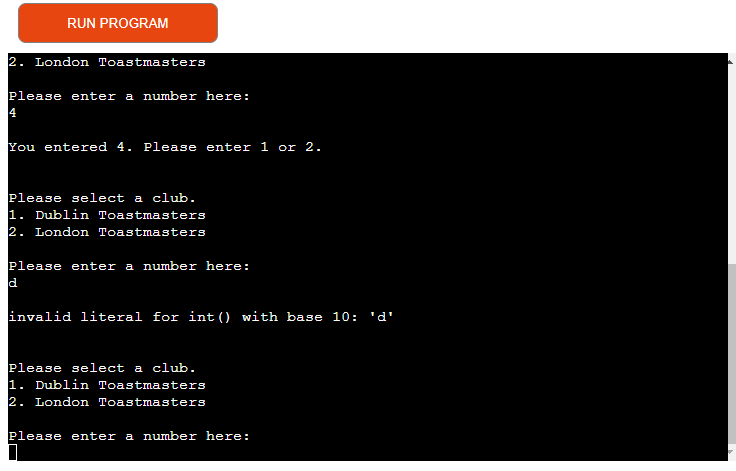 RUN PROGRAM
2. London Toastmasters
Please enter a number here:
4
You entered 4. Please enter 1 or 2.
Please select a club.
1. Dublin Toastmasters
2. London Toastmasters
Please enter a number here:
d
invalid literal for int() with base 10: 'd'
Please select a club.
1. Dublin Toastmasters
2. London Toastmasters
Please enter a number here: